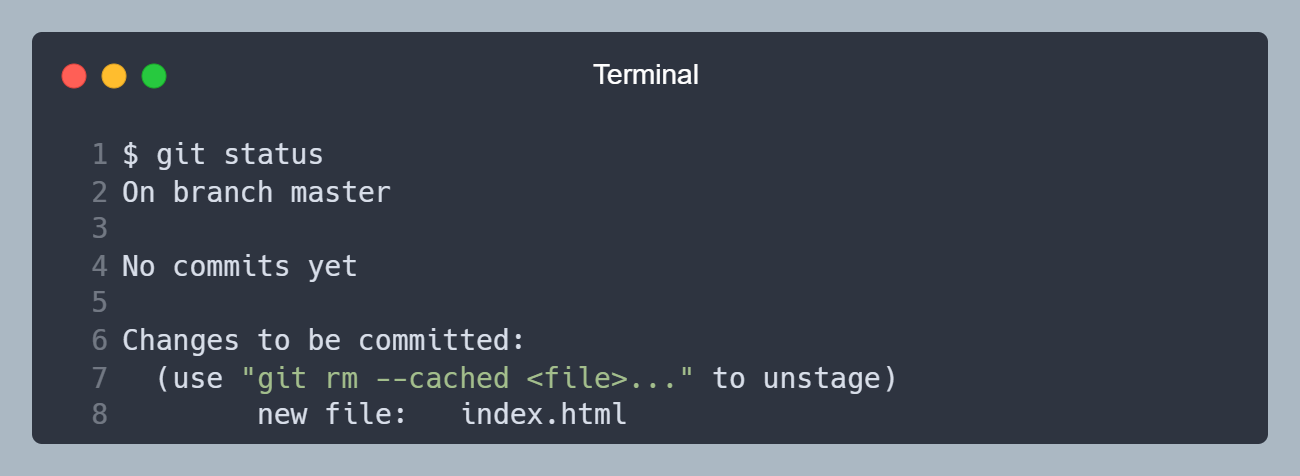 Terminal
1 $ git status
2 On branch master
3
4 No commits yet
5
6 Changes to be committed:
7   (use "git rm --cached <file>..." to unstage)
8         new file:   index.html